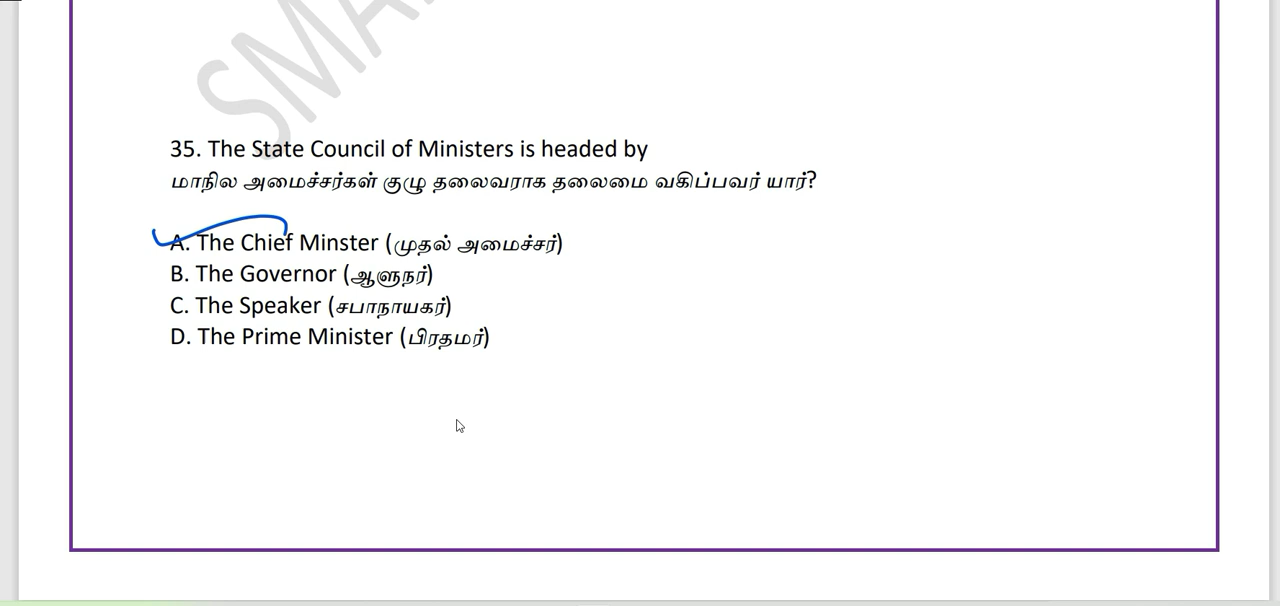 SMA
35. The State Council of Ministers is headed by
மாநில அமைச்சர்கள் குழு தலைவராக தலைமை வகிப்பவர் யார்?
A. The Chief Minster (முதல் அமைச்சர்)
B. The Governor (ஆளுநர்)
C. The Speaker (சபாநாயகர்)
D. The Prime Minister (பிரதமர்)